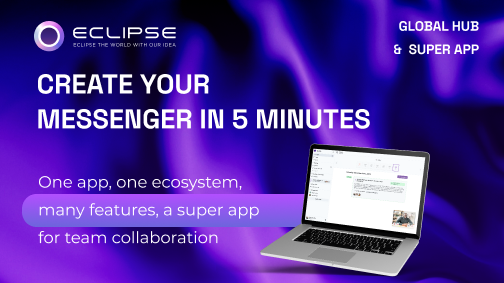 ECLIPSE
ECLIPSE THE WORLD WITH OUR IDEA
GLOBAL HUB
& SUPER APP
CREATE YOUR
MESSENGER IN 5 MINUTES
One app, one ecosystem,
many features, a super app
for team collaboration